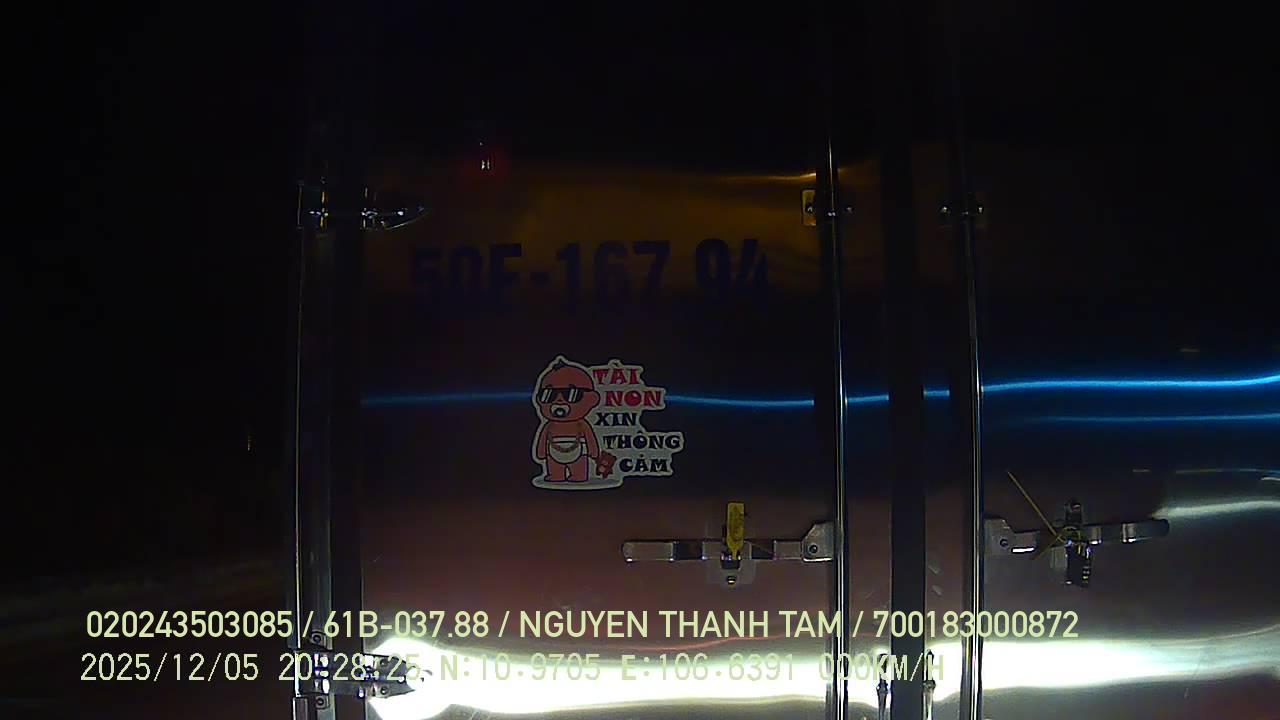 50E-167.94
TÀI
NON
XIN
THÔNG
CẢM
020243503085 / 61B-037.88 / NGUYEN THANH TAM / 700183000872
2025/12/05 20:28:25 N:10.9705 E:106.6391 000KM/H